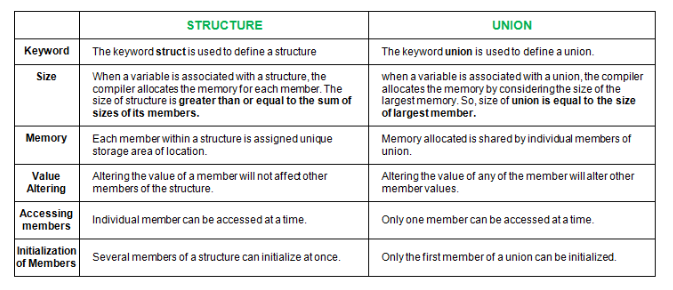 STRUCTURE UNION
Keyword The keyword struct is used to define a structure The keyword union is used to define a union.
Size When a variable is associated with a structure, the when a variable is associated with a union, the compiler
compiler allocates the memory for each member. The allocates the memory by considering the size of the
size of structure is greater than or equal to the sum of largest memory. So, size of union is equal to the size
sizes of its members. of largest member.
Memory Each member within a structure is assigned unique Memory allocated is shared by individual members of
storage area of location. union.
Value Altering the value of a member will not affect other Altering the value of any of the member will alter other
Altering members of the structure. member values.
Accessing
members Individual member can be accessed at a time. Only one member can be accessed at a time.
Initialization
of Members Several members of a structure can initialize at once. Only the first member of a union can be initialized.